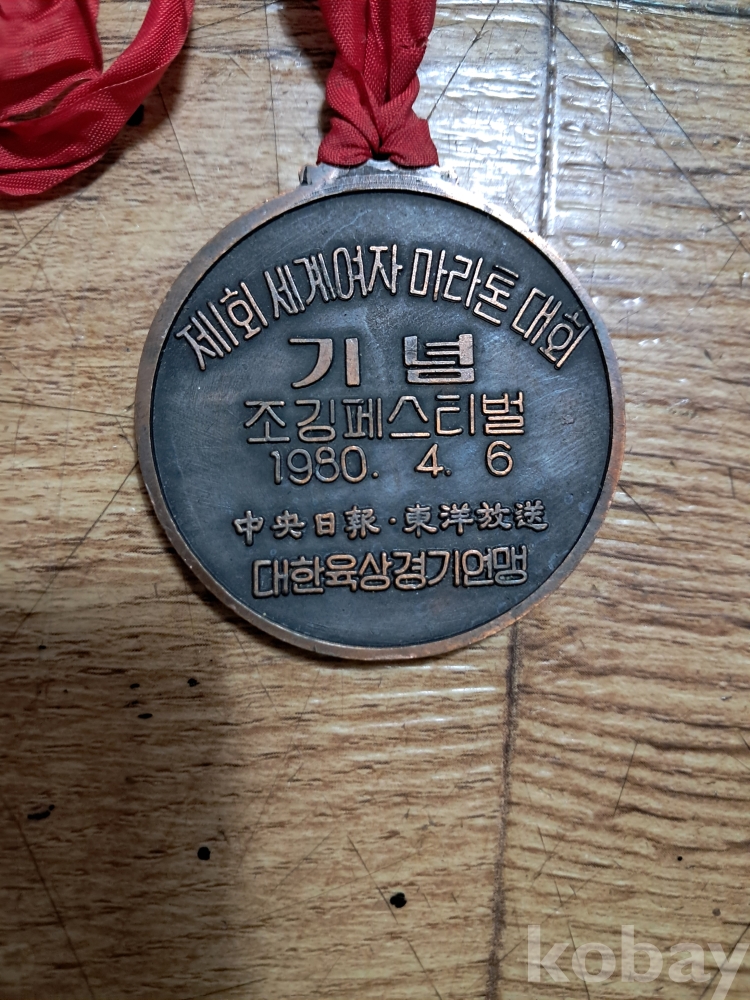 제1회 세계여자 마라톤 대회
기념
조깅페스티벌
1980. 4. 6
中央日報·東洋放送
대한육상경기연맹
kobay